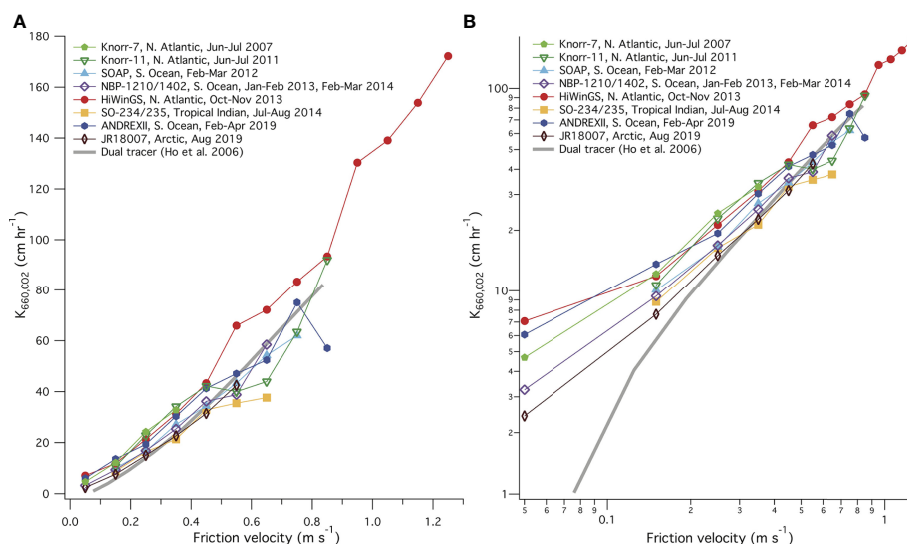 A
180
160
140
120
100
80
60
40
20
0
K660,CO2 (cm hr-1)
Knorr-7, N. Atlantic, Jun-Jul 2007
Knorr-11, N. Atlantic, Jun-Jul 2011
SOAP, S. Ocean, Feb-Mar 2012
NBP-1210/1402, S. Ocean, Jan-Feb 2013, Feb-Mar 2014
HiWinGS, N. Atlantic, Oct-Nov 2013
SO-234/235, Tropical Indian, Jul-Aug 2014
ANDREXII, S. Ocean, Feb-Apr 2019
JR18007, Arctic, Aug 2019
Dual tracer (Ho et al. 2006)
0.0 0.2 0.4 0.6 0.8 1.0 1.2
Friction velocity (m s-1)
B
100
9
8
7
6
5
4
3
2
10
9
8
7
6
5
4
3
2
1
K660,CO2 (cm hr-1)
Knorr-7, N. Atlantic, Jun-Jul 2007
Knorr-11, N. Atlantic, Jun-Jul 2011
SOAP, S. Ocean, Feb-Mar 2012
NBP-1210/1402, S. Ocean, Jan-Feb 2013, Feb-Mar 2014
HiWinGS, N. Atlantic, Oct-Nov 2013
SO-234/235, Tropical Indian, Jul-Aug 2014
ANDREXII, S. Ocean, Feb-Apr 2019
JR18007, Arctic, Aug 2019
Dual tracer (Ho et al. 2006)
5 6 7 8 9 0.1 2 3 4 5 6 7 8 9 1
Friction velocity (m s-1)